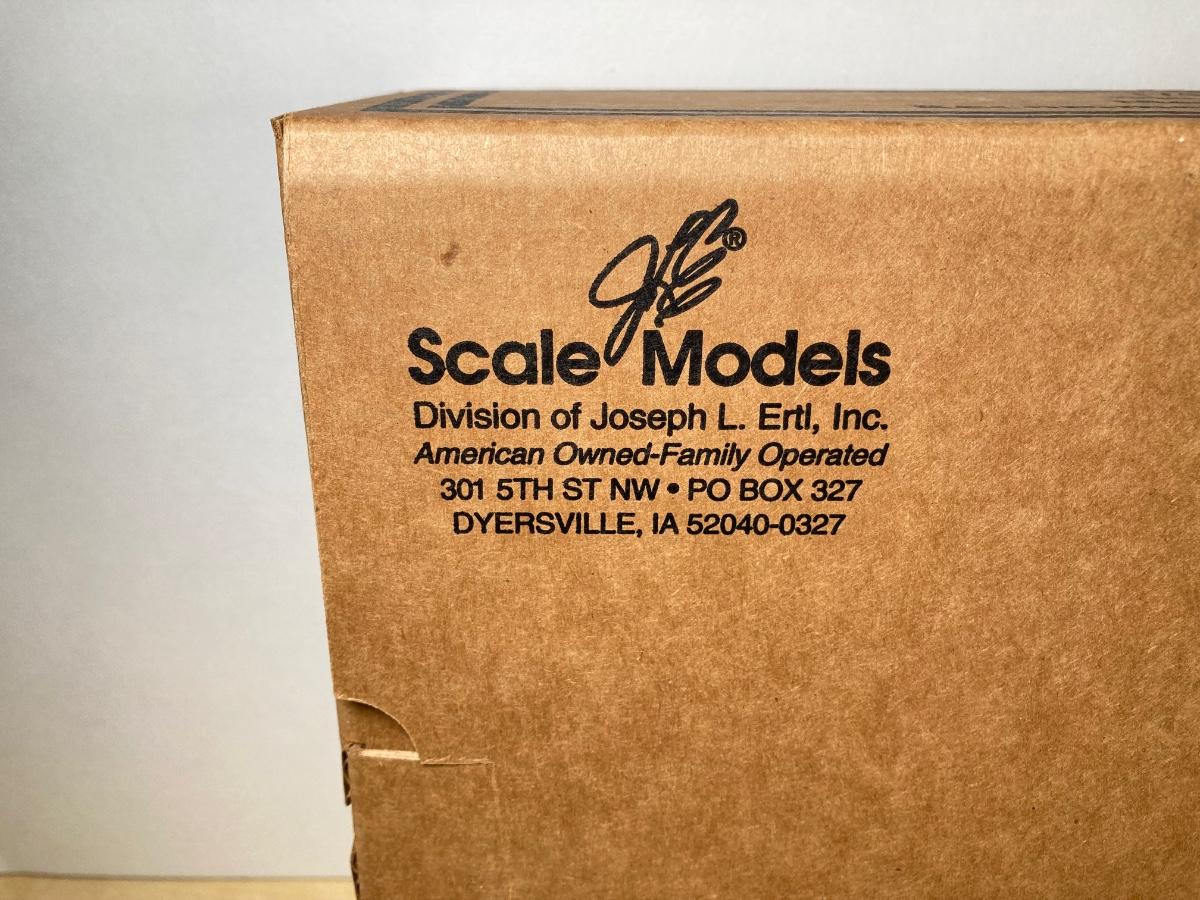 JLE®
Scale Models
Division of Joseph L. Ertl, Inc.
American Owned-Family Operated
301 5TH ST NW • PO BOX 327
DYERSVILLE, IA 52040-0327